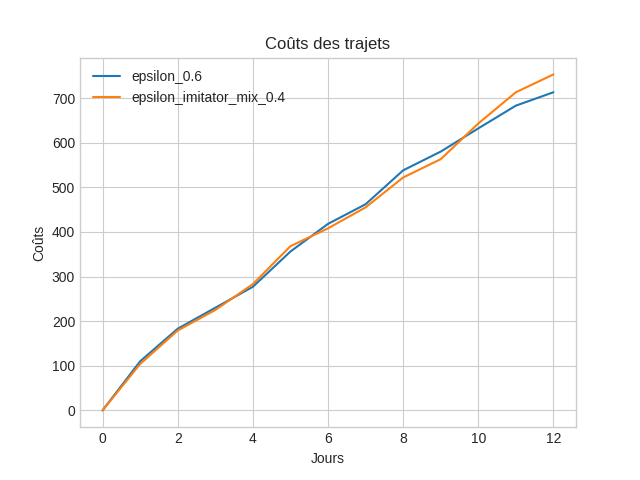 Coûts des trajets
epsilon_0.6
epsilon_imitator_mix_0.4
700
600
500
400
300
200
100
0
Coûts
0 2 4 6 8 10 12
Jours